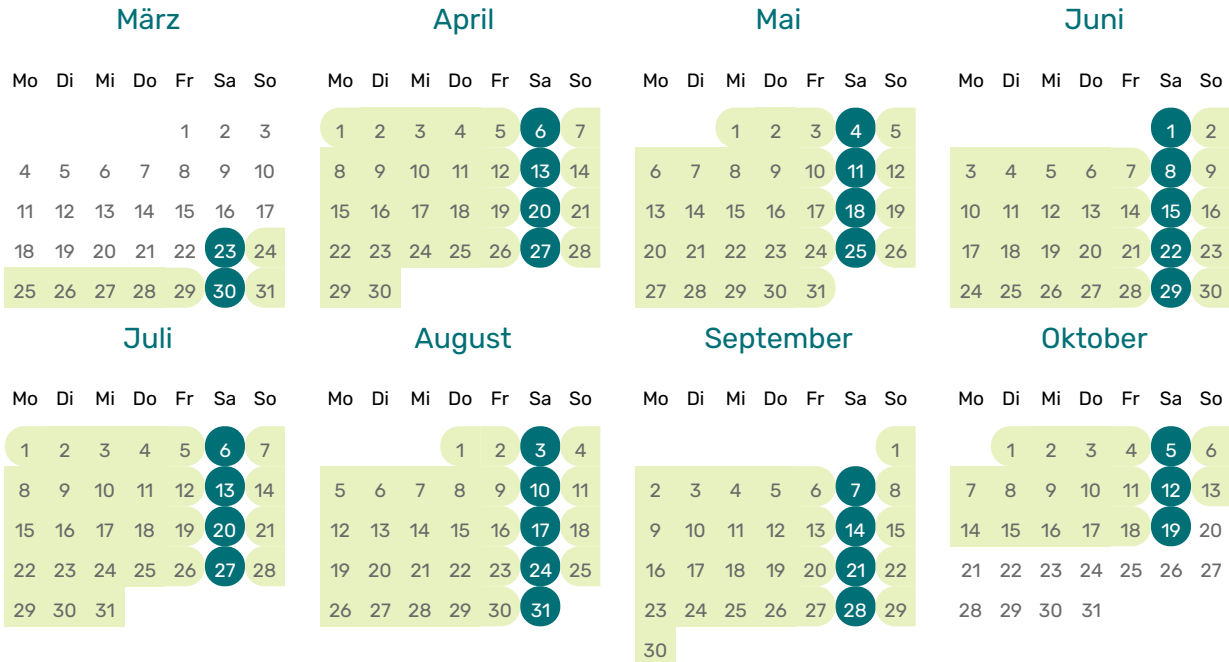 März April Mai Juni
Mo Di Mi Do Fr Sa So Mo Di Mi Do Fr Sa So Mo Di Mi Do Fr Sa So Mo Di Mi Do Fr Sa So
1 2 3 1 2 3 4 5 6 7 1 2 3 4 5 1 2
4 5 6 7 8 9 10 8 9 10 11 12 13 14 6 7 8 9 10 11 12 3 4 5 6 7 8 9
11 12 13 14 15 16 17 15 16 17 18 19 20 21 13 14 15 16 17 18 19 10 11 12 13 14 15 16
18 19 20 21 22 23 24 22 23 24 25 26 27 28 20 21 22 23 24 25 26 17 18 19 20 21 22 23
25 26 27 28 29 30 31 29 30 27 28 29 30 31 24 25 26 27 28 29 30
Juli August September Oktober
Mo Di Mi Do Fr Sa So Mo Di Mi Do Fr Sa So Mo Di Mi Do Fr Sa So Mo Di Mi Do Fr Sa So
1 2 3 4 5 6 7 1 2 3 4 1 1 2 3 4 5 6
8 9 10 11 12 13 14 5 6 7 8 9 10 11 2 3 4 5 6 7 8 7 8 9 10 11 12 13
15 16 17 18 19 20 21 12 13 14 15 16 17 18 9 10 11 12 13 14 15 14 15 16 17 18 19 20
22 23 24 25 26 27 28 19 20 21 22 23 24 25 16 17 18 19 20 21 22 21 22 23 24 25 26 27
29 30 31 26 27 28 29 30 31 23 24 25 26 27 28 29 28 29 30 31
30